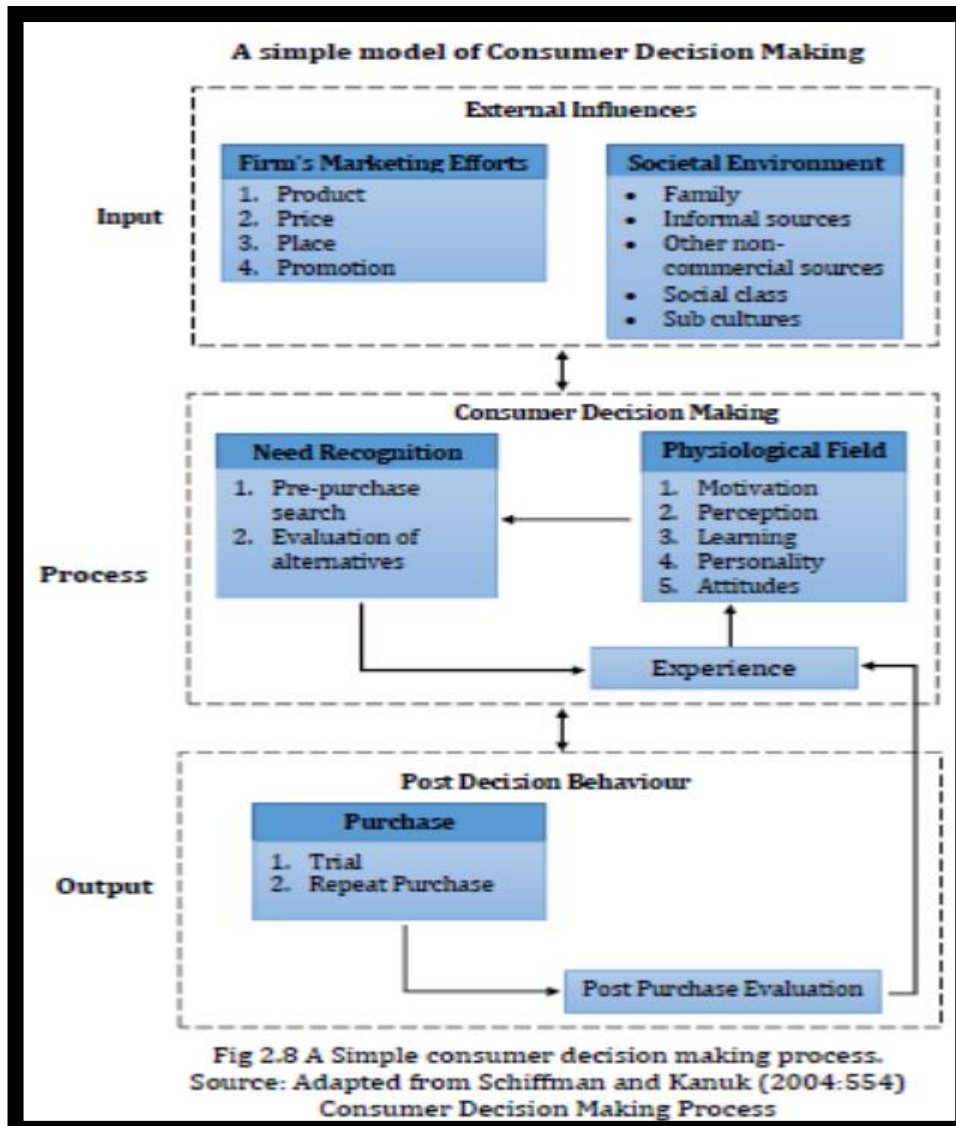 A simple model of Consumer Decision Making
External Influences
Firm's Marketing Efforts
1. Product
2. Price
3. Place
4. Promotion
Societal Environment
• Family
• Informal sources
• Other non-
commercial sources
• Social class
• Sub cultures
Input
Consumer Decision Making
Need Recognition
1. Pre-purchase
search
2. Evaluation of
alternatives
Physiological Field
1. Motivation
2. Perception
3. Learning
4. Personality
5. Attitudes
Process
Experience
Post Decision Behaviour
Purchase
1. Trial
2. Repeat Purchase
Output
Post Purchase Evaluation
Fig 2.8 A Simple consumer decision making process.
Source: Adapted from Schiffman and Kanuk (2004:554)
Consumer Decision Making Process